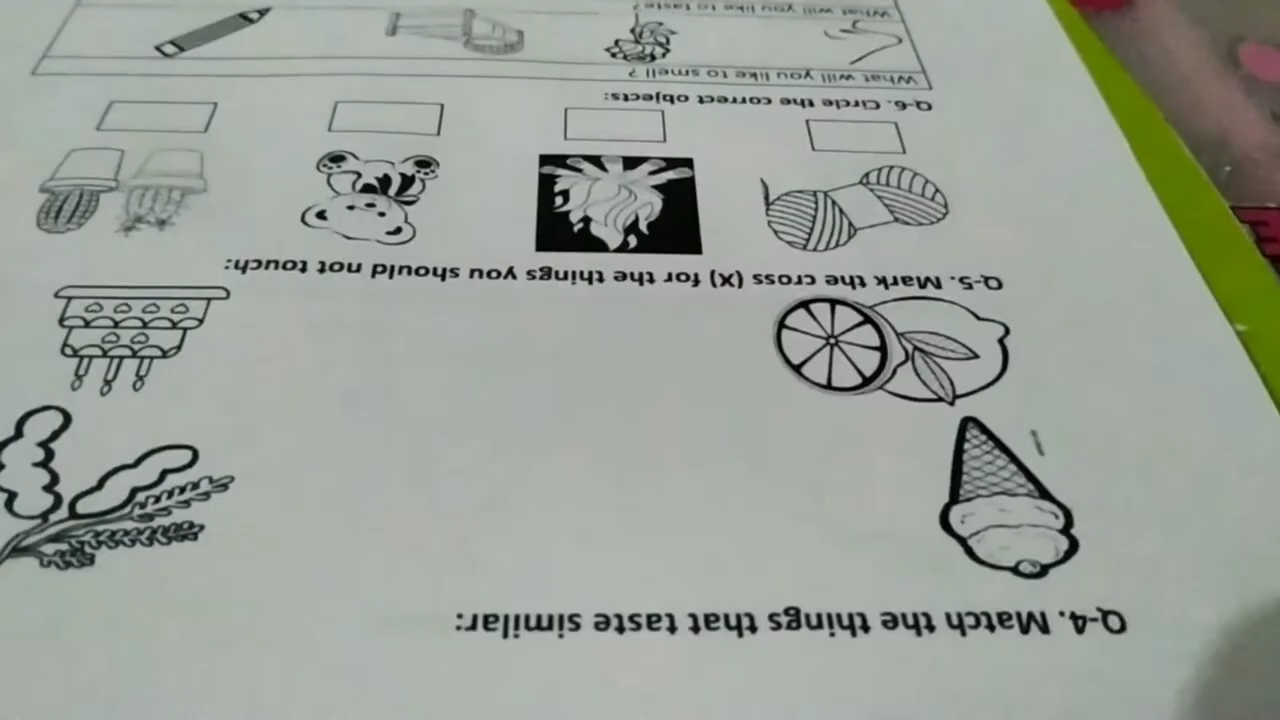 Q-4. Match the things that taste similar:
Q-5. Mark the cross (X) for the things you should not touch:
Q-6. Circle the correct objects:
What will you like to smell ?
What will you like to taste?